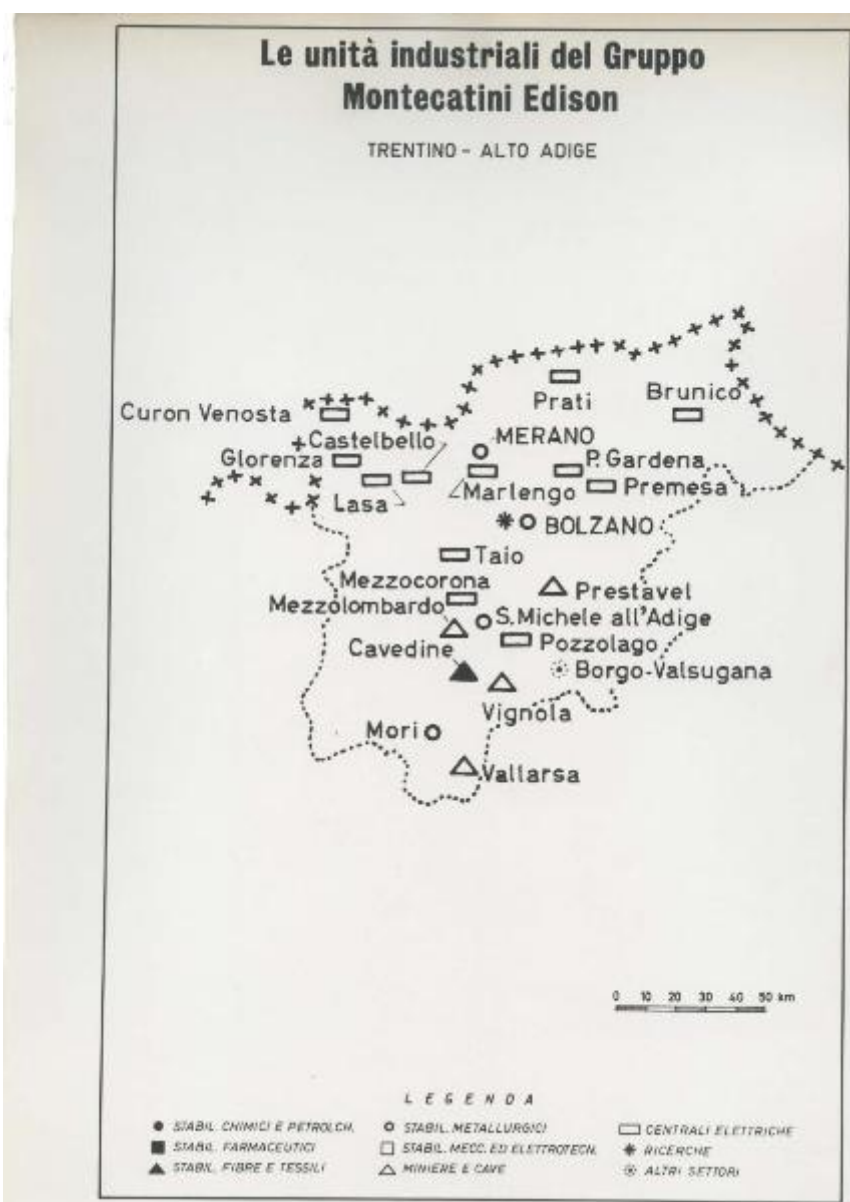 Le unità industriali del Gruppo
Montecatini Edison
TRENTINO - ALTO ADIGE
Prati
Brunico
Curon Venosta
Castelbello
MERANO
Glorenza
P. Gardena
Lasa
Marlengo
Premesa
BOLZANO
Taio
Mezzocorona
Prestavel
Mezzolombardo
S. Michele all'Adige
Cavedine
Pozzolago
Borgo-Valsugana
Vignola
Mori
Vallarsa
0 10 20 30 40 50 km
LEGENDA
STABIL. CHIMICI E PETROLCH.
STABIL. METALLURGICI
CENTRALI ELETTRICHE
STABIL. FARMACEUTICI
STABIL. MECC. ED ELETTROTECN.
RICERCHE
STABIL. FIBRE E TESSILI
MINIERE E CAVE
ALTRI SETTORI